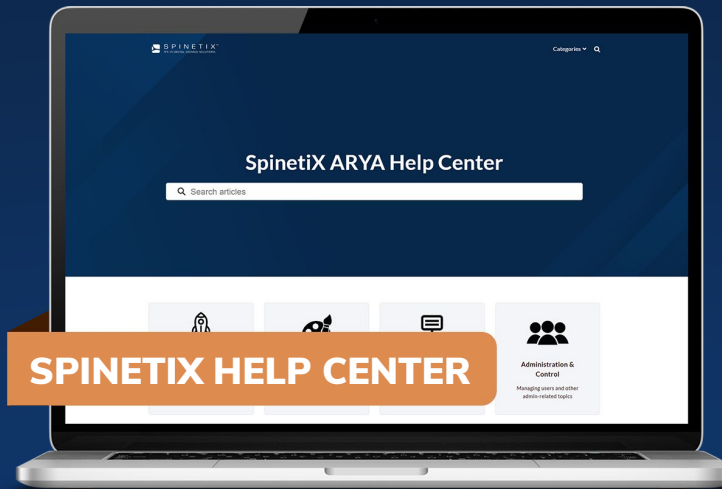 SPINETIX
Categories
SpinetiX ARYA Help Center
Search articles
SPINETIX HELP CENTER
Administration &
Control
Managing users and other
admin-related topics